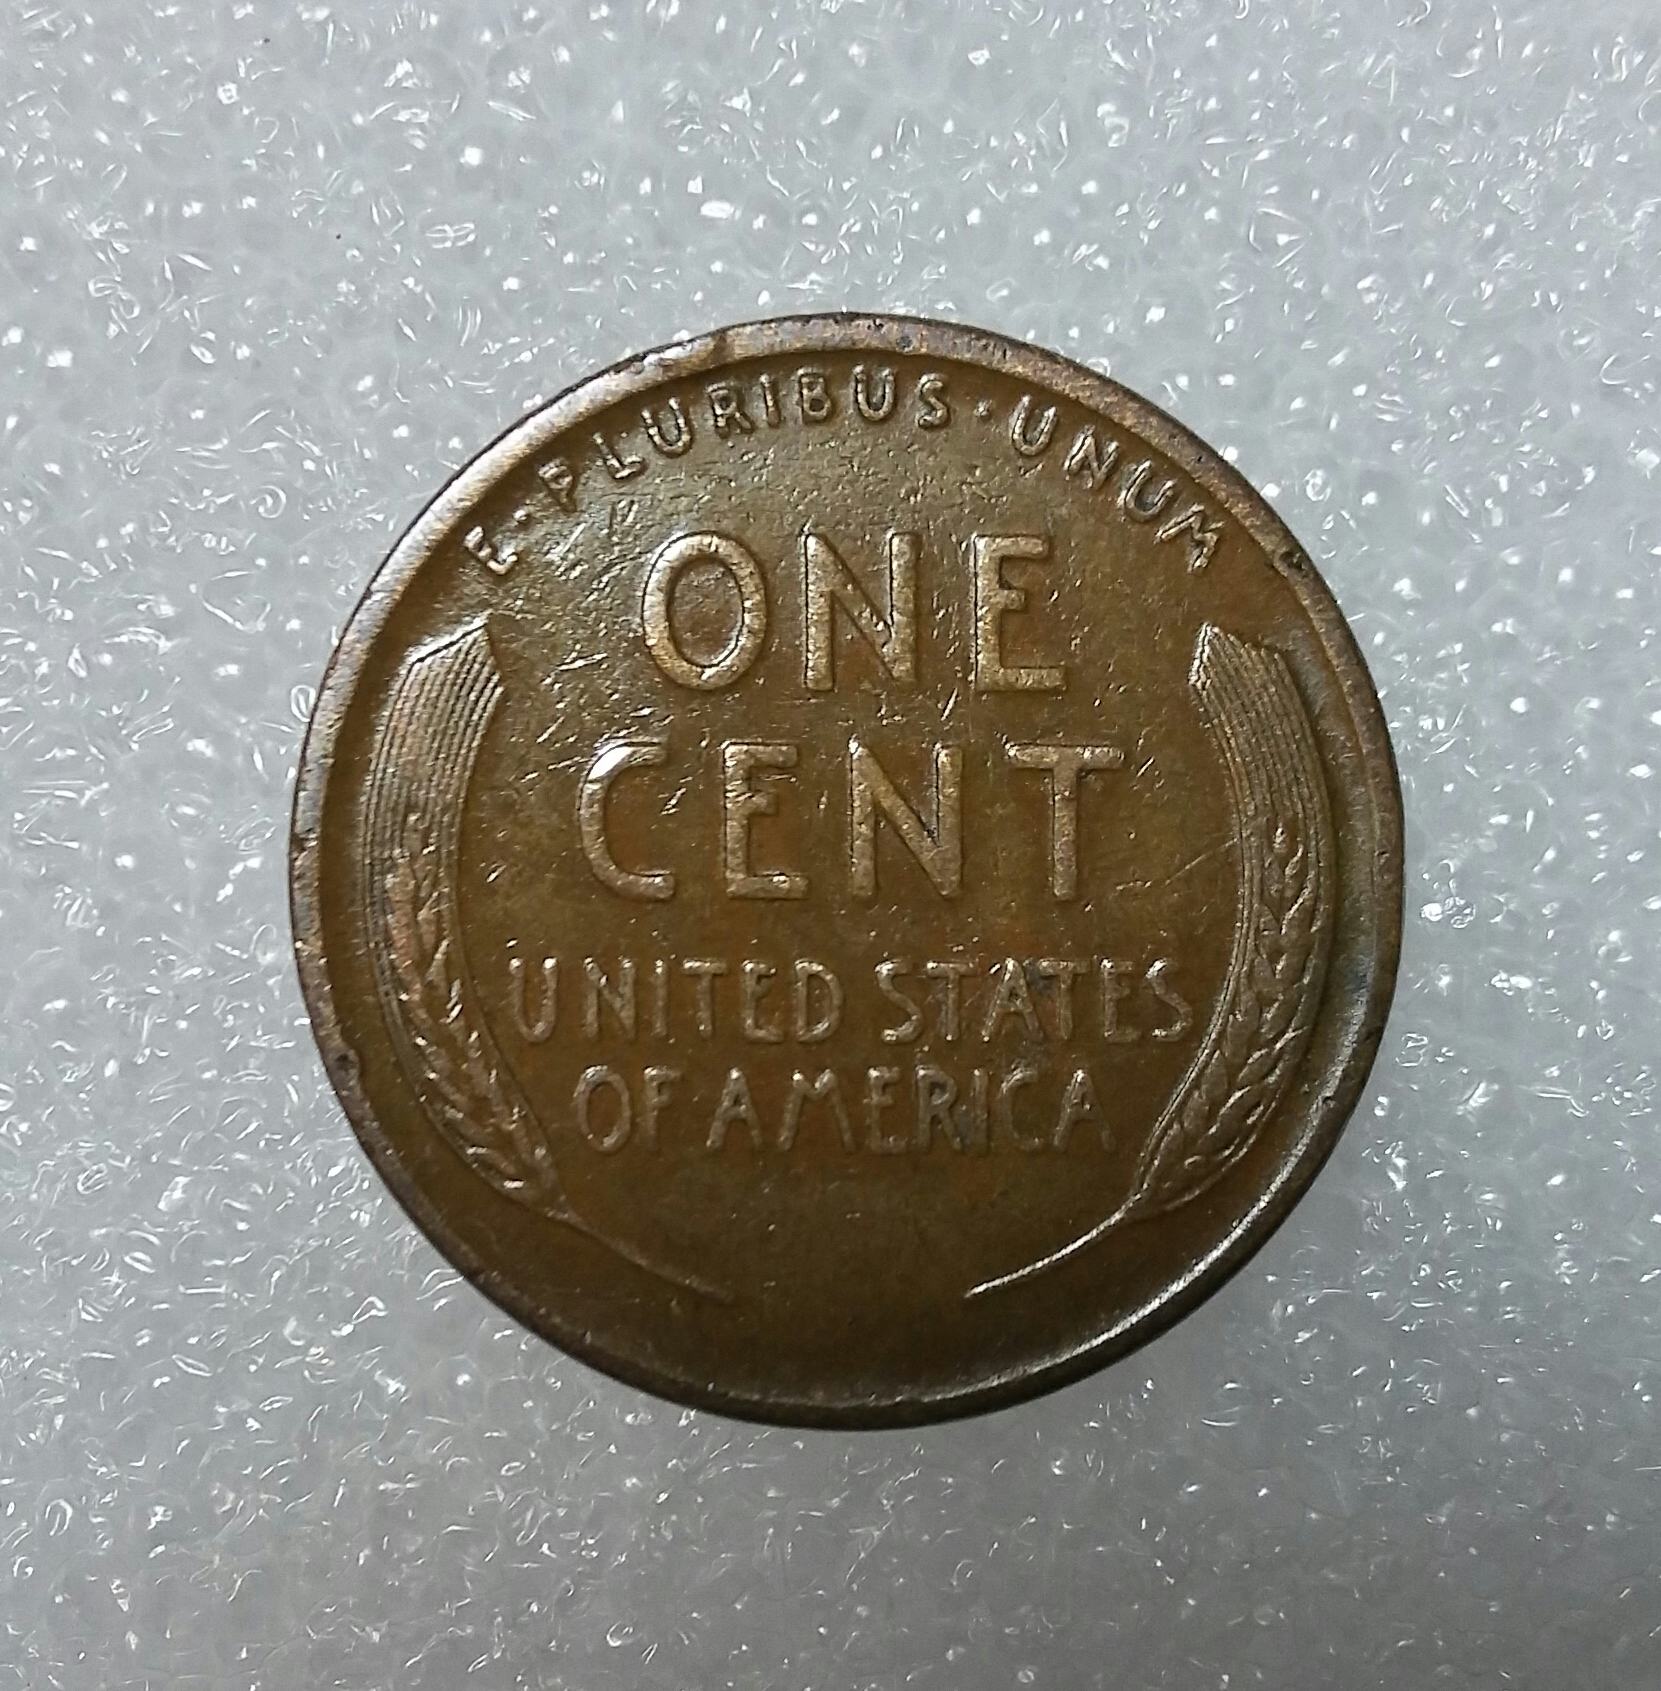 E·PLURIBUS·UNUM
ONE
CENT
UNITED STATES
OF AMERICA